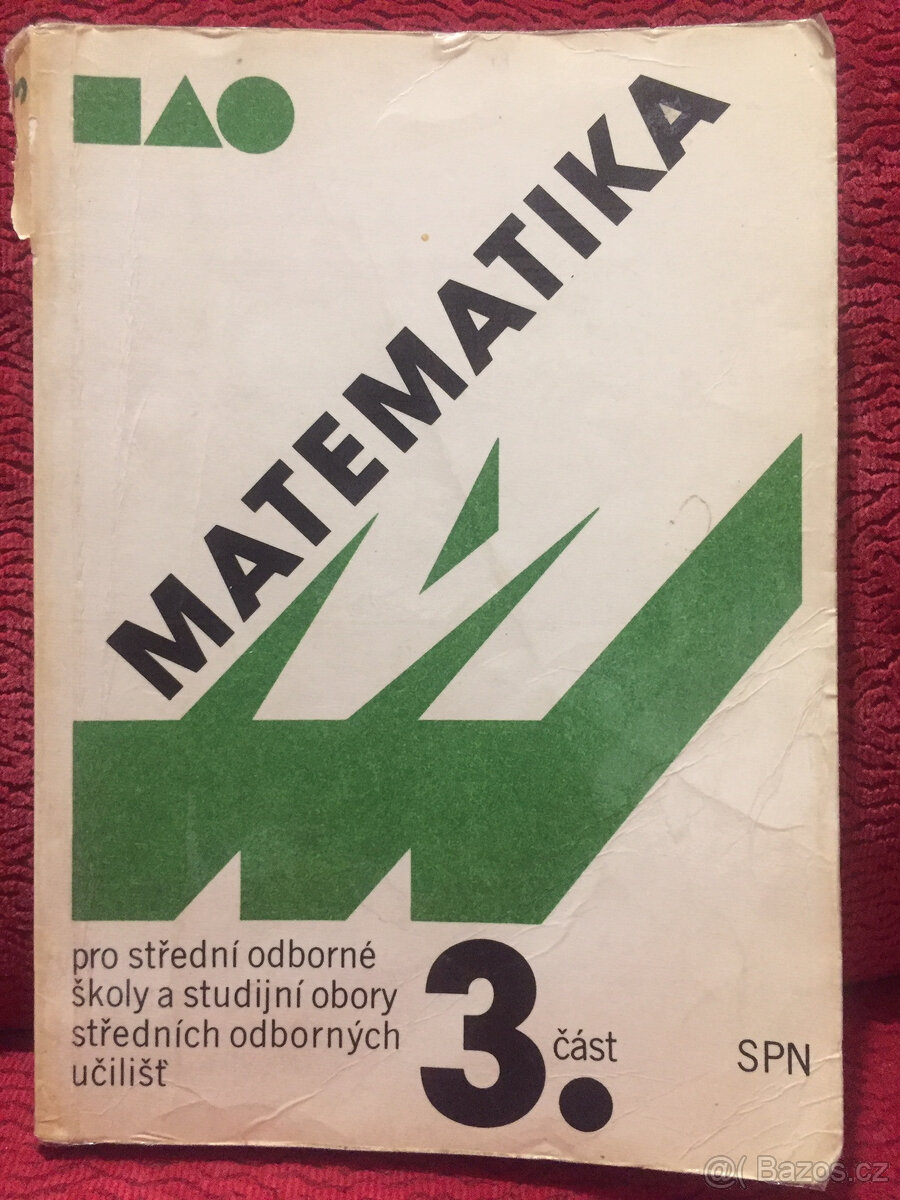 MATEMATIKA
pro střední odborné
školy a studijní obory
středních odborných
učilišť
3.
část
SPN
@( Bazos.cz